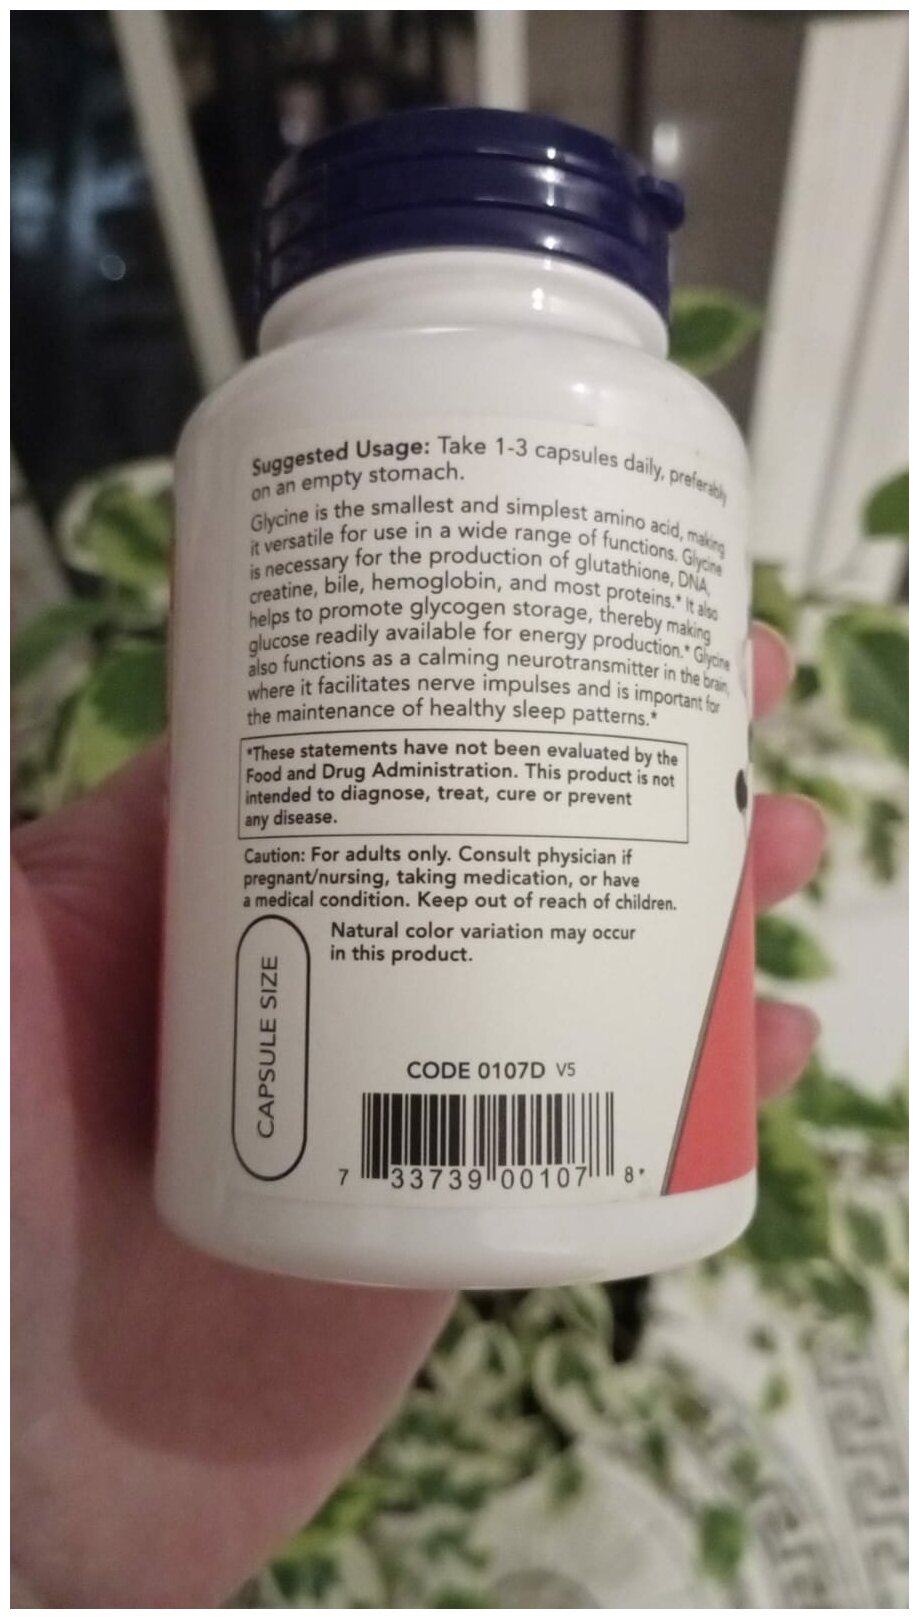 Suggested Usage: Take 1-3 capsules daily, preferably
on an empty stomach.
Glycine is the smallest and simplest amino acid, making
it versatile for use in a wide range of functions. Glycine
is necessary for the production of glutathione, DNA,
creatine, bile, hemoglobin, and most proteins.* It also
helps to promote glycogen storage, thereby making
glucose readily available for energy production.* Glycine
also functions as a calming neurotransmitter in the brain,
where it facilitates nerve impulses and is important for
the maintenance of healthy sleep patterns.*
*These statements have not been evaluated by the
Food and Drug Administration. This product is not
intended to diagnose, treat, cure or prevent
any disease.
Caution: For adults only. Consult physician if
pregnant/nursing, taking medication, or have
a medical condition. Keep out of reach of children.
Natural color variation may occur
in this product.
CAPSULE SIZE
CODE 0107D V5
7 33739 00107 8